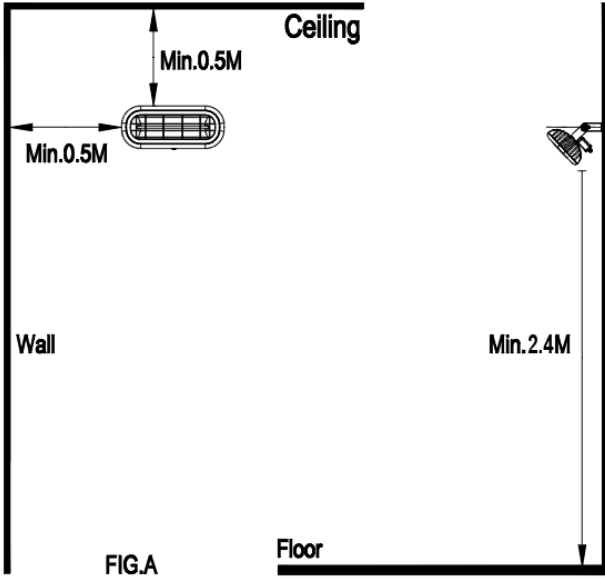 Ceiling
Min.0.5M
Min.0.5M
Wall
Min.2.4M
Floor
FIG.A